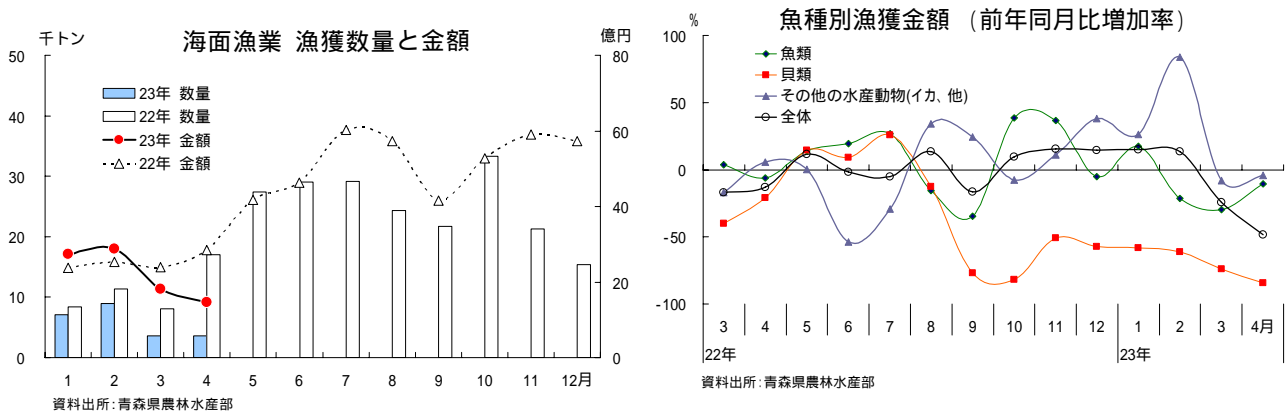 海面漁業 漁獲数量と金額
千トン
億円
50
40
30
20
10
0
80
60
40
20
0
23年 数量
22年 数量
23年 金額
22年 金額
1 2 3 4 5 6 7 8 9 10 11 12月
資料出所:青森県農林水産部
魚種別漁獲金額 (前年同月比増加率)
%
100
50
0
-50
-100
魚類
貝類
その他の水産動物(イカ、他)
全体
3 4 5 6 7 8 9 10 11 12 1 2 3 4月
22年 23年
資料出所:青森県農林水産部